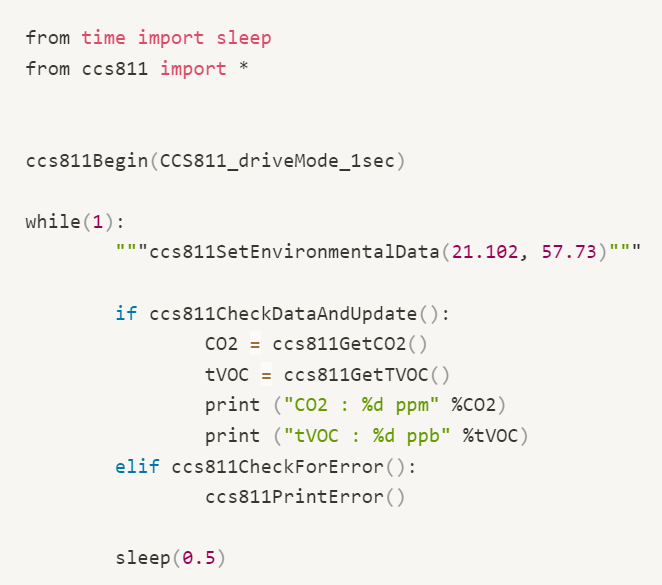 from time import sleep
from ccs811 import *
ccs811Begin(CCS811_driveMode_1sec)
while(1):
"""ccs811SetEnvironmentalData(21.102, 57.73)"""
if ccs811CheckDataAndUpdate():
CO2 = ccs811GetCO2()
tVOC = ccs811GetTVOC()
print ("CO2 : %d ppm" %CO2)
print ("tVOC : %d ppb" %tVOC)
elif ccs811CheckForError():
ccs811PrintError()
sleep(0.5)